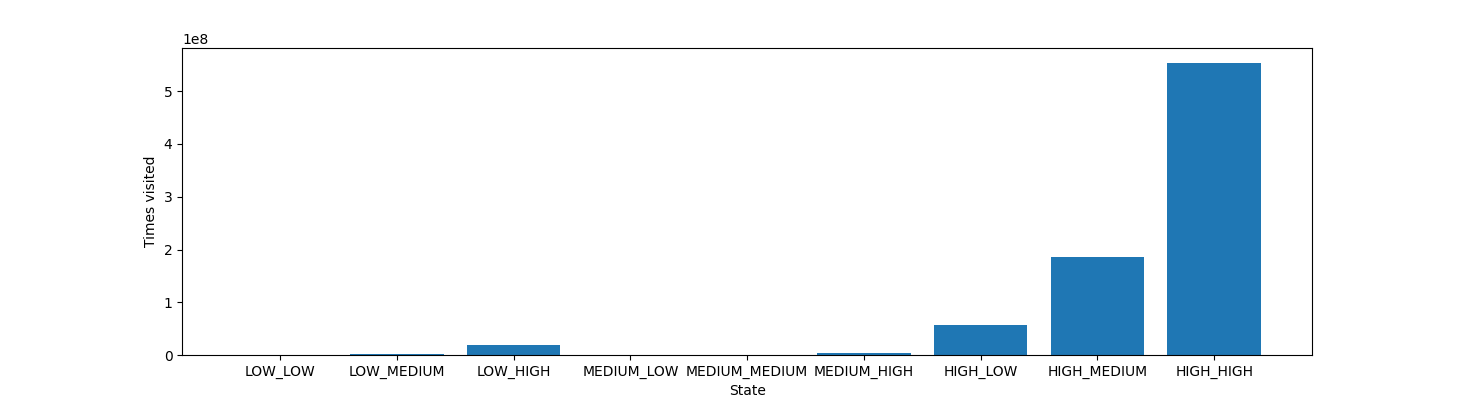 1e8
5
4
3
2
1
0
Times visited
LOW_LOW LOW_MEDIUM LOW_HIGH MEDIUM_LOW MEDIUM_MEDIUM MEDIUM_HIGH HIGH_LOW HIGH_MEDIUM HIGH_HIGH
State